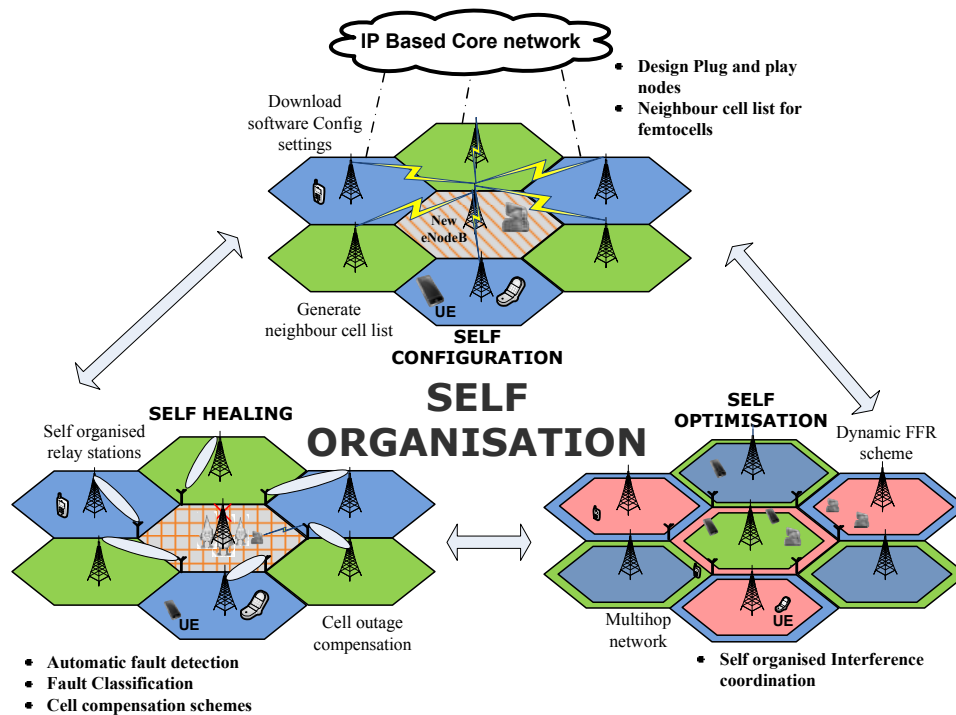 IP Based Core network
• Design Plug and play
nodes
• Neighbour cell list for
femtocells
Download
software Config
settings
New
eNodeB
Generate
neighbour cell list
UE
SELF
CONFIGURATION
SELF
ORGANISATION
SELF HEALING
Self organised
relay stations
UE
Cell outage
compensation
• Automatic fault detection
• Fault Classification
• Cell compensation schemes
SELF
OPTIMISATION
Dynamic FFR
scheme
Multihop
network
UE
• Self organised Interference
coordination